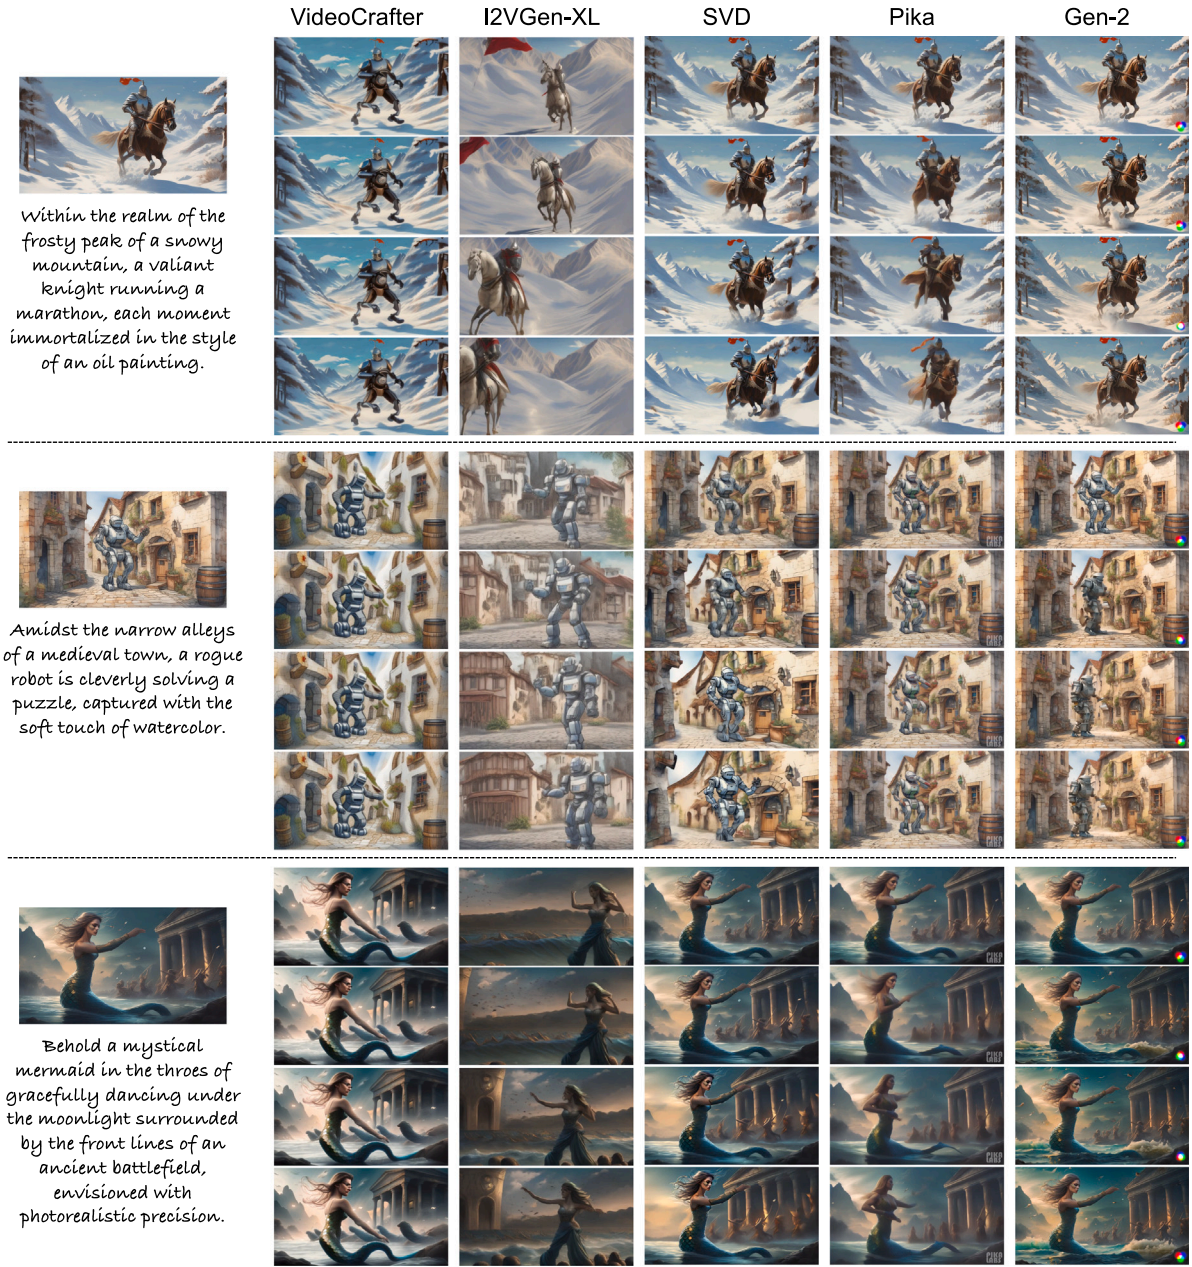 VideoCrafter
I2VGen-XL
SVD
Pika
Gen-2
Within the realm of the
frosty peak of a snowy
mountain, a valiant
knight running a
marathon, each moment
immortalized in the style
of an oil painting.
Amidst the narrow alleys
of a medieval town, a rogue
robot is cleverly solving a
puzzle, captured with the
soft touch of watercolor.
Behold a mystical
mermaid in the throes of
gracefully dancing under
the moonlight surrounded
by the front lines of an
ancient battlefield,
envisioned with
photorealistic precision.